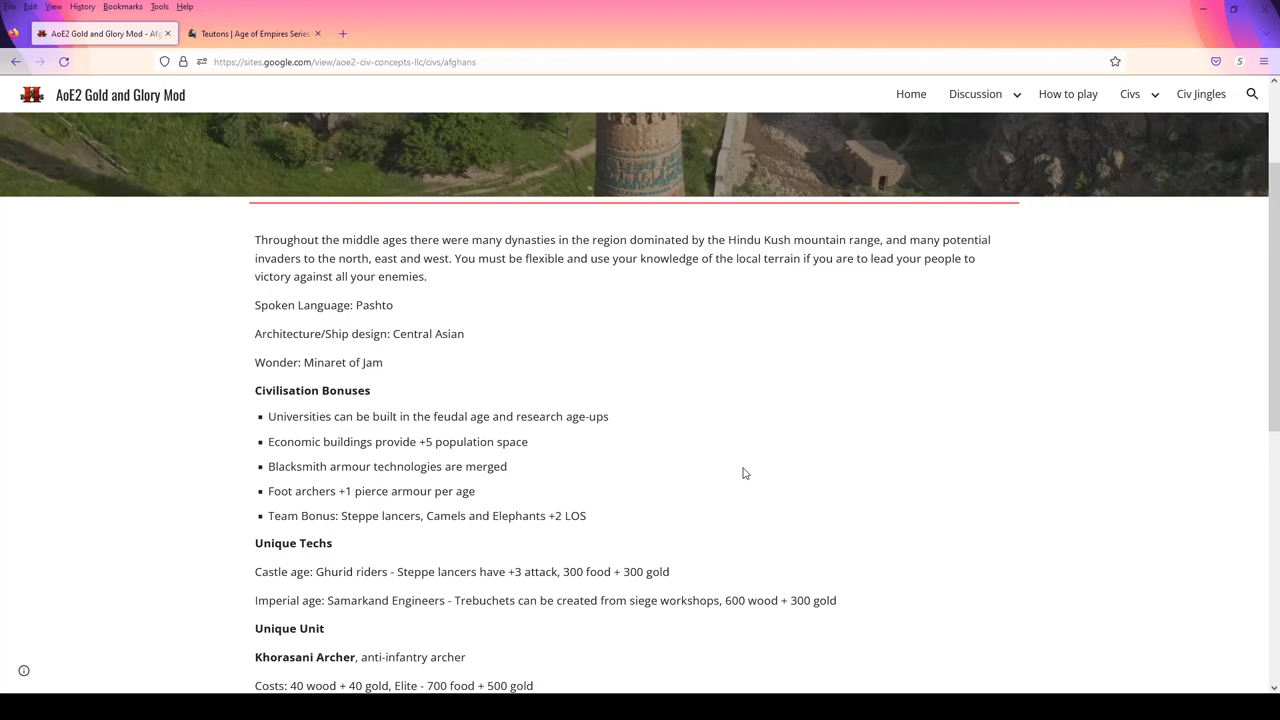 File Edit View History Bookmarks Tools Help
AoE2 Gold and Glory Mod - Afg
Teutons | Age of Empires Series
https://sites.google.com/view/aoe2-civ-concepts-llc/civs/afghans
AoE2 Gold and Glory Mod
Home Discussion How to play Civs Civ Jingles
Throughout the middle ages there were many dynasties in the region dominated by the Hindu Kush mountain range, and many potential
invaders to the north, east and west. You must be flexible and use your knowledge of the local terrain if you are to lead your people to
victory against all your enemies.
Spoken Language: Pashto
Architecture/Ship design: Central Asian
Wonder: Minaret of Jam
Civilisation Bonuses
Universities can be built in the feudal age and research age-ups
Economic buildings provide +5 population space
Blacksmith armour technologies are merged
Foot archers +1 pierce armour per age
Team Bonus: Steppe lancers, Camels and Elephants +2 LOS
Unique Techs
Castle age: Ghurid riders - Steppe lancers have +3 attack, 300 food + 300 gold
Imperial age: Samarkand Engineers - Trebuchets can be created from siege workshops, 600 wood + 300 gold
Unique Unit
Khorasani Archer, anti-infantry archer
Costs: 40 wood + 40 gold, Elite - 700 food + 500 gold